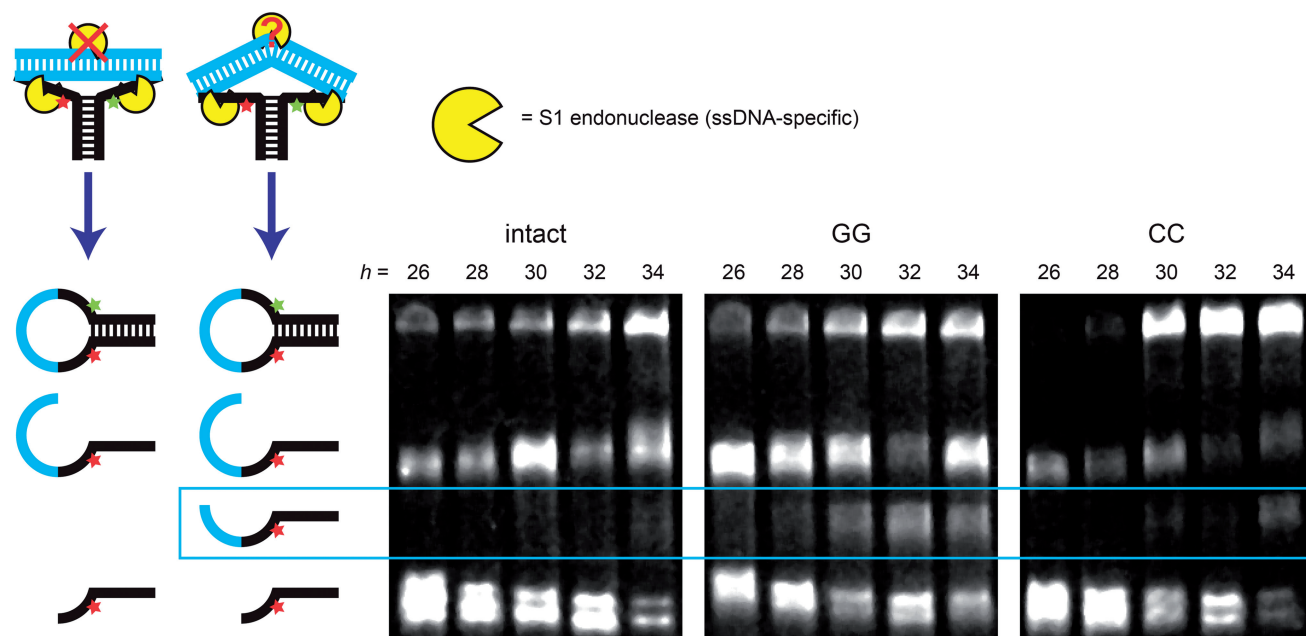 ?
= S1 endonuclease (ssDNA-specific)
intact GG CC
h = 26 28 30 32 34 26 28 30 32 34 26 28 30 32 34